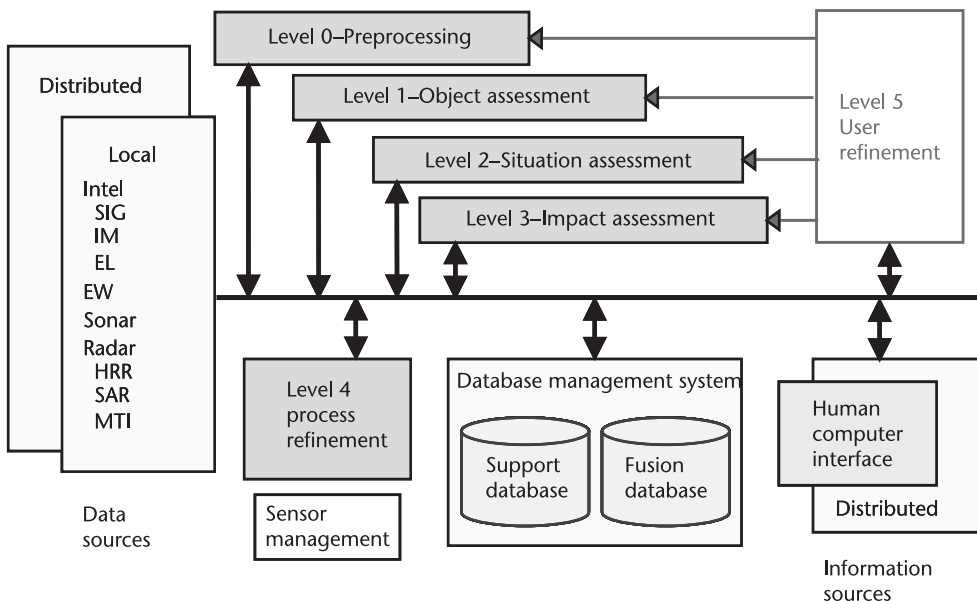 Level 0–Preprocessing
Distributed
Level 1–Object assessment
Level 5
User
refinement
Local
Level 2–Situation assessment
Intel
SIG
IM
EL
EW
Sonar
Radar
HRR
SAR
MTI
Level 3–Impact assessment
Level 4
process
refinement
Database management system
Support
database
Fusion
database
Human
computer
interface
Distributed
Data
sources
Sensor
management
Information
sources